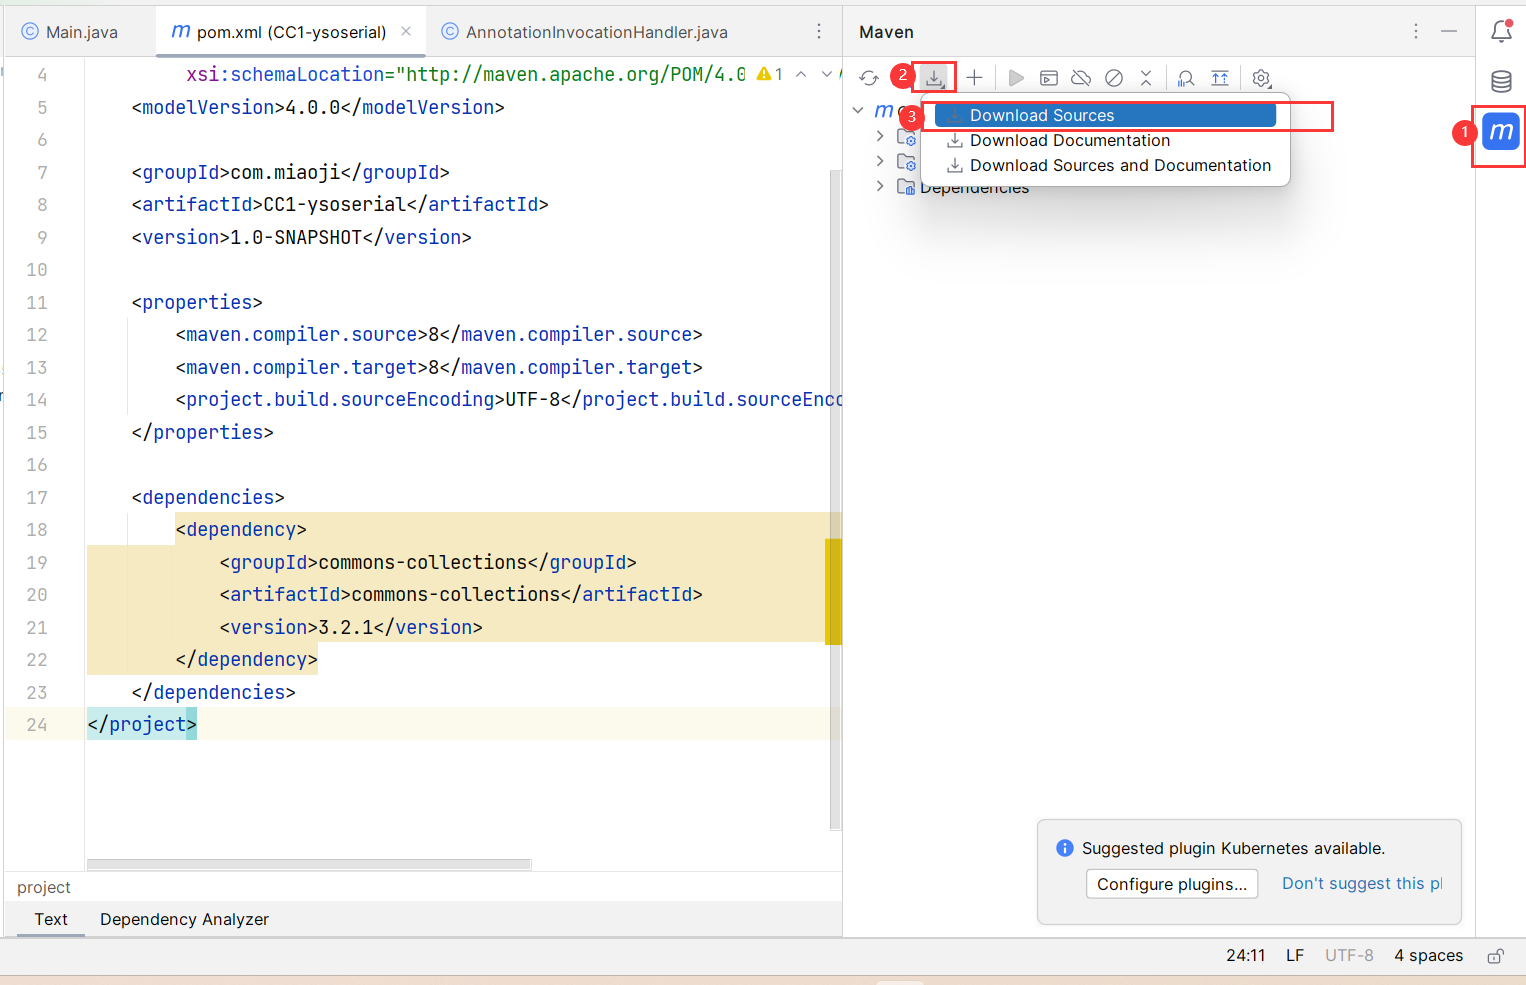 Main.java
pom.xml (CC1-ysoserial)
AnnotationInvocationHandler.java
4 xsi:schemaLocation="http://maven.apache.org/POM/4.0
1
5 <modelVersion>4.0.0</modelVersion>
6
7 <groupId>com.miaoji</groupId>
8 <artifactId>CC1-ysoserial</artifactId>
9 <version>1.0-SNAPSHOT</version>
10
11 <properties>
12 <maven.compiler.source>8</maven.compiler.source>
13 <maven.compiler.target>8</maven.compiler.target>
14 <project.build.sourceEncoding>UTF-8</project.build.sourceEnc
15 </properties>
16
17 <dependencies>
18 <dependency>
19 <groupId>commons-collections</groupId>
20 <artifactId>commons-collections</artifactId>
21 <version>3.2.1</version>
22 </dependency>
23 </dependencies>
24 </project>
project
Text
Dependency Analyzer
Maven
2
m
3
Download Sources
Download Documentation
Download Sources and Documentation
Dependencies
1
m
Suggested plugin Kubernetes available.
Configure plugins...
Don't suggest this pl
24:11
LF
UTF-8
4 spaces